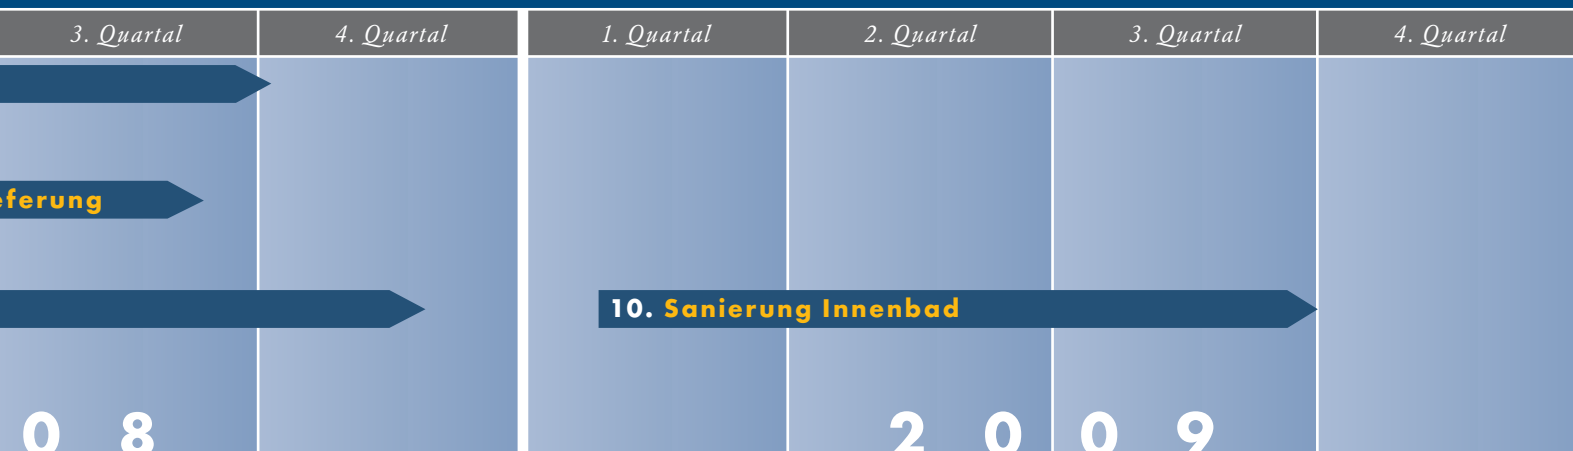 3. Quartal 4. Quartal 1. Quartal 2. Quartal 3. Quartal 4. Quartal
eferung
10. Sanierung Innenbad
0 8 2 0 0 9